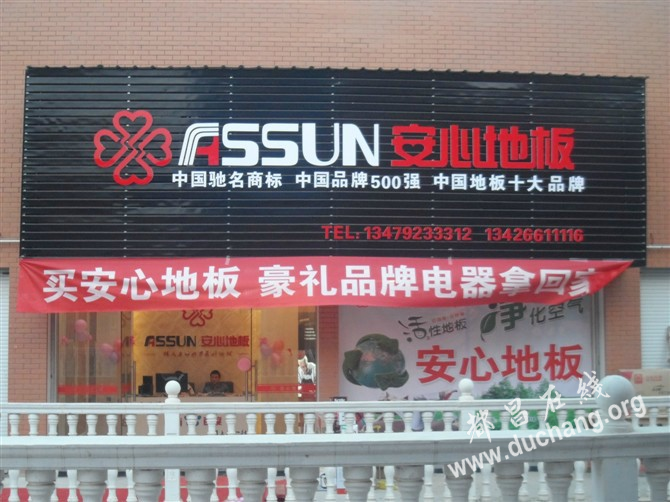 ASSUN 安心地板
中国驰名商标 中国品牌500强 中国地板十大品牌
TEL. 13479233312 13426611116
买安心地板 豪礼品牌电器拿回家
ASSUN 安心地板
活性地板 净化空气
安心地板
都昌在线
www.duchang.org